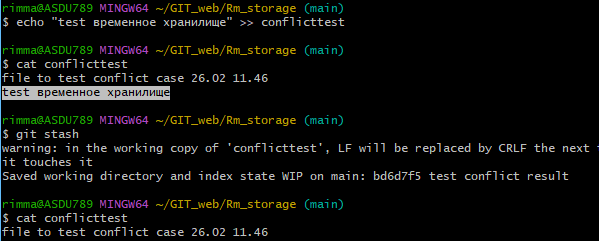 rimma@ASDU789 MINGW64 ~/GIT_web/Rm_storage (main)
$ echo "test временное хранилище" >> conflicttest
rimma@ASDU789 MINGW64 ~/GIT_web/Rm_storage (main)
$ cat conflicttest
file to test conflict case 26.02 11.46
test временное хранилище
rimma@ASDU789 MINGW64 ~/GIT_web/Rm_storage (main)
$ git stash
warning: in the working copy of 'conflicttest', LF will be replaced by CRLF the next
it touches it
Saved working directory and index state WIP on main: bd6d7f5 test conflict result
rimma@ASDU789 MINGW64 ~/GIT_web/Rm_storage (main)
$ cat conflicttest
file to test conflict case 26.02 11.46